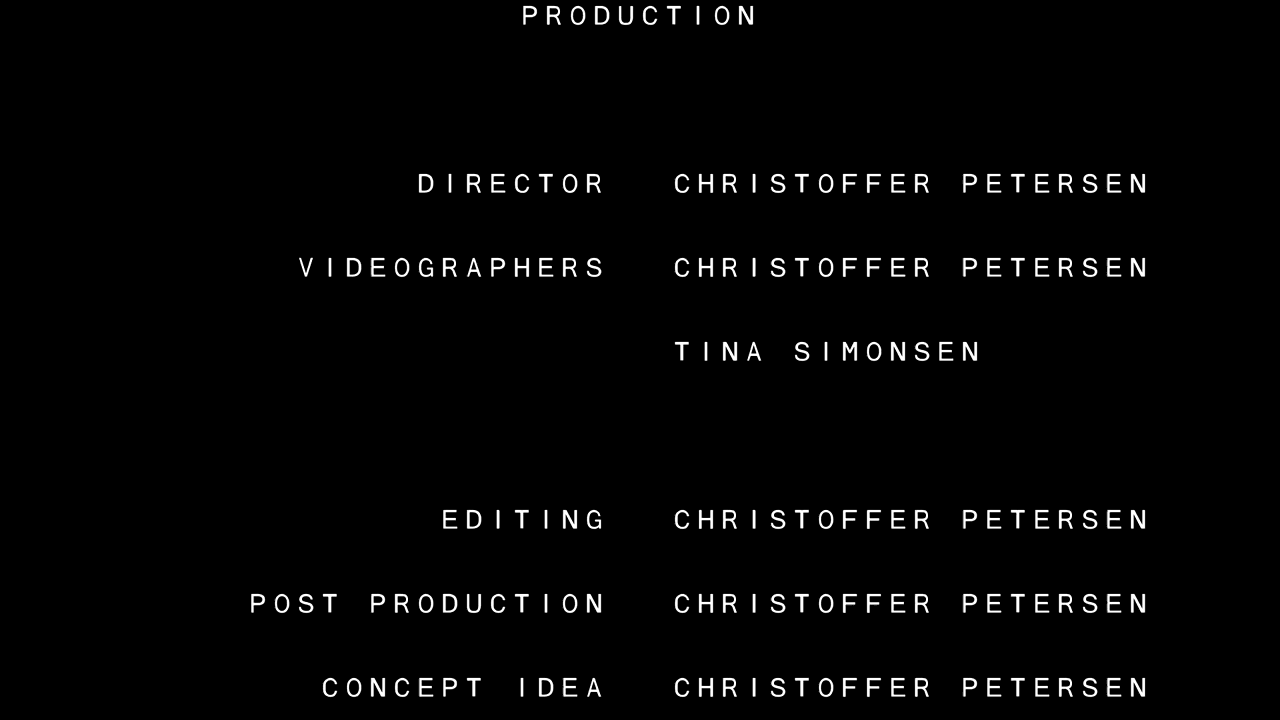 PRODUCTION
DIRECTOR CHRISTOFFER PETERSEN
VIDEOGRAPHERS CHRISTOFFER PETERSEN
TINA SIMONSEN
EDITING CHRISTOFFER PETERSEN
POST PRODUCTION CHRISTOFFER PETERSEN
CONCEPT IDEA CHRISTOFFER PETERSEN